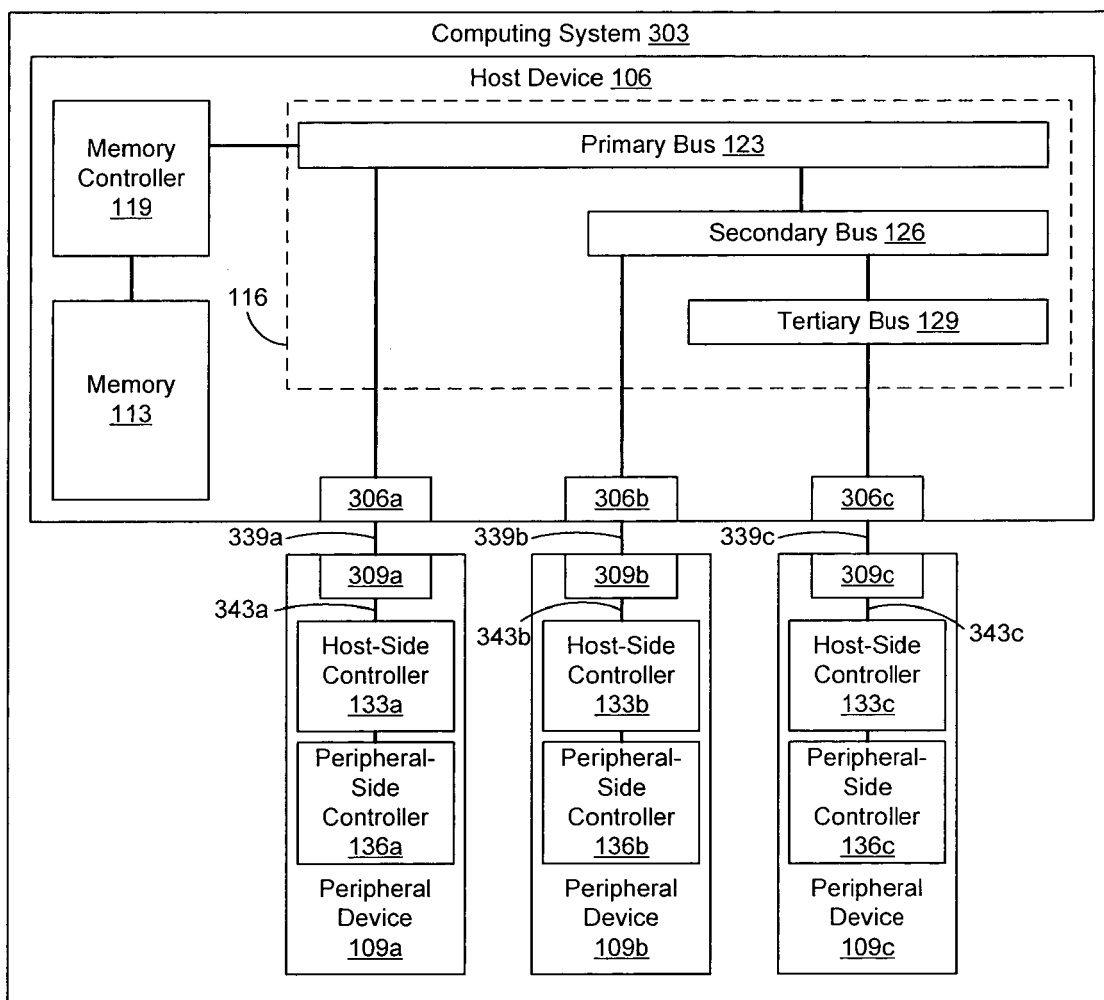 Computing System 303
Host Device 106
Memory
Controller
119
Primary Bus 123
Secondary Bus 126
Tertiary Bus 129
116
Memory
113
306a
306b
306c
339a
339b
339c
309a
309b
309c
343a
343b
343c
Host-Side
Controller
133a
Host-Side
Controller
133b
Host-Side
Controller
133c
Peripheral-
Side
Controller
136a
Peripheral-
Side
Controller
136b
Peripheral-
Side
Controller
136c
Peripheral
Device
109a
Peripheral
Device
109b
Peripheral
Device
109c